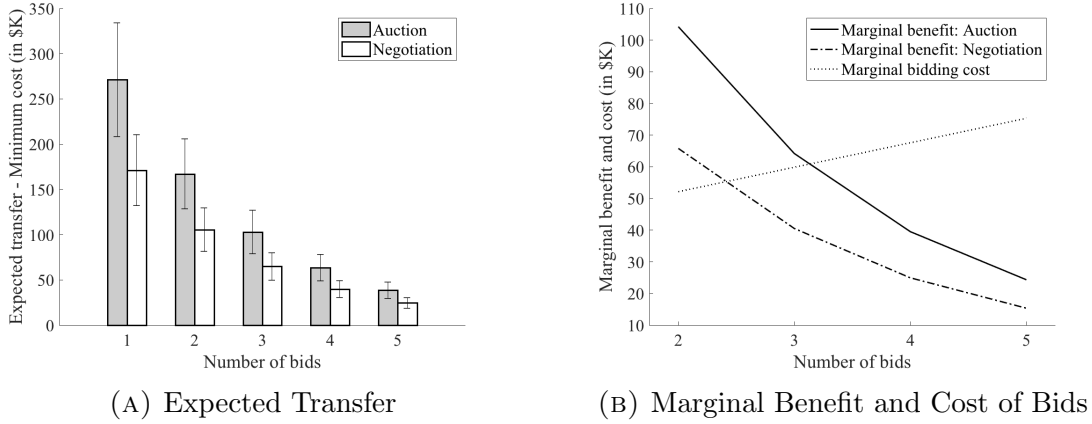 Expected transfer - Minimum cost (in $K)
350
300
250
200
150
100
50
0
1 2 3 4 5
Number of bids
Auction
Negotiation
(A) Expected Transfer
Marginal benefit and cost (in $K)
110
100
90
80
70
60
50
40
30
20
10
2 3 4 5
Number of bids
Marginal benefit: Auction
Marginal benefit: Negotiation
Marginal bidding cost
(B) Marginal Benefit and Cost of Bids